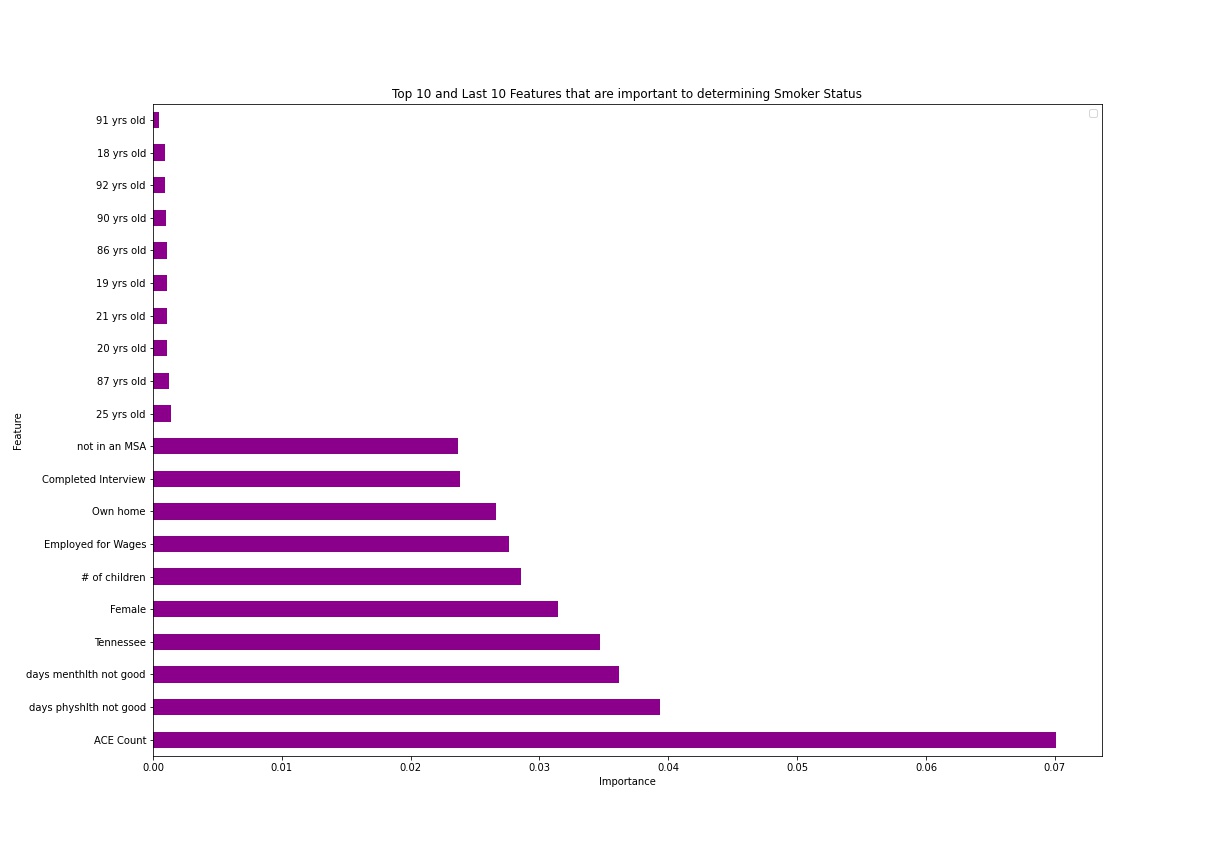 Top 10 and Last 10 Features that are important to determining Smoker Status
91 yrs old
18 yrs old
92 yrs old
90 yrs old
86 yrs old
19 yrs old
21 yrs old
20 yrs old
87 yrs old
25 yrs old
not in an MSA
Completed Interview
Own home
Employed for Wages
# of children
Female
Tennessee
days menthlth not good
days physhlth not good
ACE Count
Feature
0.00 0.01 0.02 0.03 0.04 0.05 0.06 0.07
Importance